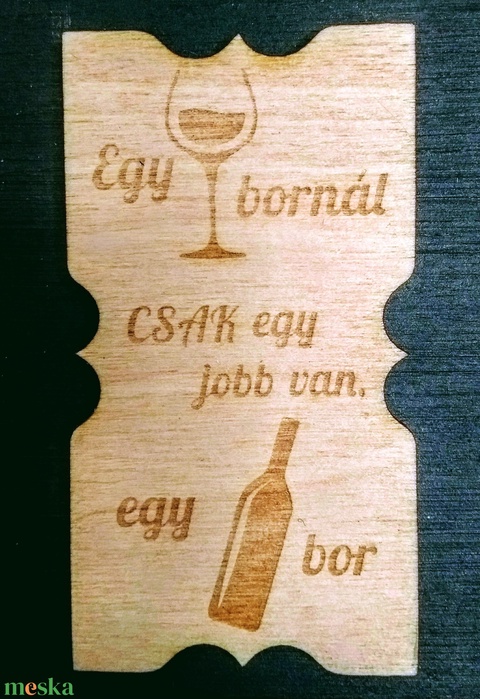 Egy bornál
CSAK egy
jobb van,
egy bor
meska